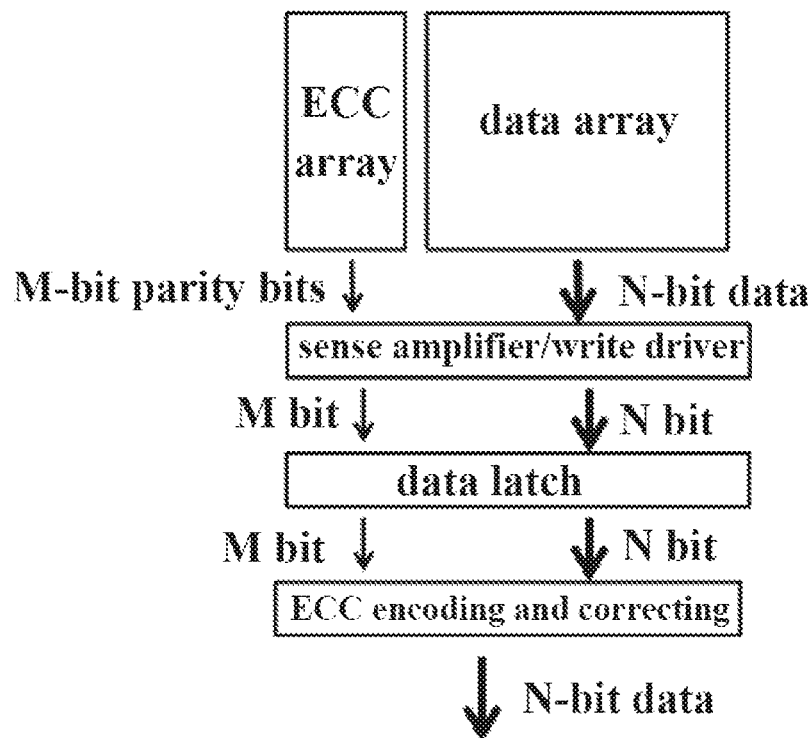 ECC
array
data array
M-bit parity bits
N-bit data
sense amplifier/write driver
M bit
N bit
data latch
M bit
N bit
ECC encoding and correcting
N-bit data